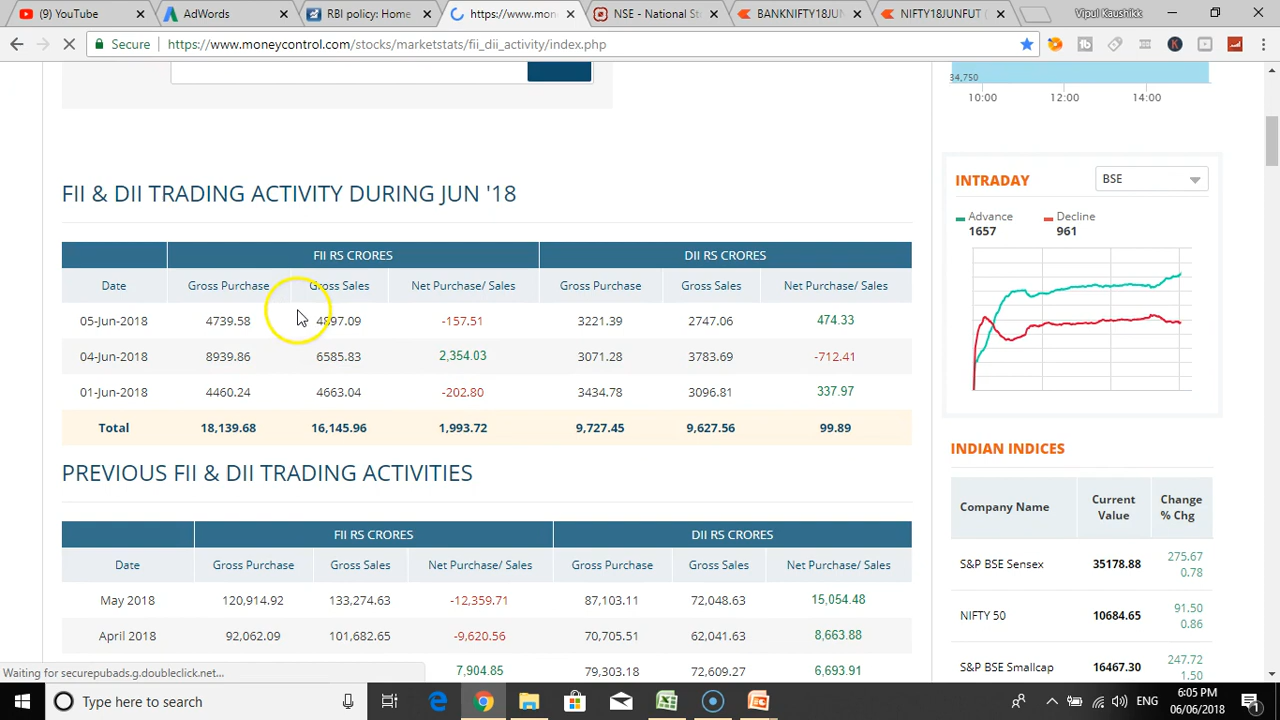 YouTube
AdWords
RBI policy: Home
https://www.mon
NSE - National St
BANKNIFTY18JUN
NIFTY18JUNFUT (
Vipul Kaushikk
Secure
https://www.moneycontrol.com/stocks/marketstats/fii_dii_activity/index.php
34,750
10:00 12:00 14:00
FII & DII TRADING ACTIVITY DURING JUN '18
FII RS CRORES DII RS CRORES
Date Gross Purchase Gross Sales Net Purchase/ Sales Gross Purchase Gross Sales Net Purchase/ Sales
05-Jun-2018 4739.58 4897.09 -157.51 3221.39 2747.06 474.33
04-Jun-2018 8939.86 6585.83 2,354.03 3071.28 3783.69 -712.41
01-Jun-2018 4460.24 4663.04 -202.80 3434.78 3096.81 337.97
Total 18,139.68 16,145.96 1,993.72 9,727.45 9,627.56 99.89
PREVIOUS FII & DII TRADING ACTIVITIES
FII RS CRORES DII RS CRORES
Date Gross Purchase Gross Sales Net Purchase/ Sales Gross Purchase Gross Sales Net Purchase/ Sales
May 2018 120,914.92 133,274.63 -12,359.71 87,103.11 72,048.63 15,054.48
April 2018 92,062.09 101,682.65 -9,620.56 70,705.51 62,041.63 8,663.88
7,904.85 79,303.18 72,609.27 6,693.91
INTRADAY
BSE
Advance Decline
1657 961
INDIAN INDICES
Company Name Current Value Change % Chg
S&P BSE Sensex 35178.88 275.67 0.78
NIFTY 50 10684.65 91.50 0.86
S&P BSE Smallcap 16467.30 247.72 1.50
Waiting for securepubads.g.doubleclick.net...
Type here to search
ENG
6:05 PM
06/06/2018